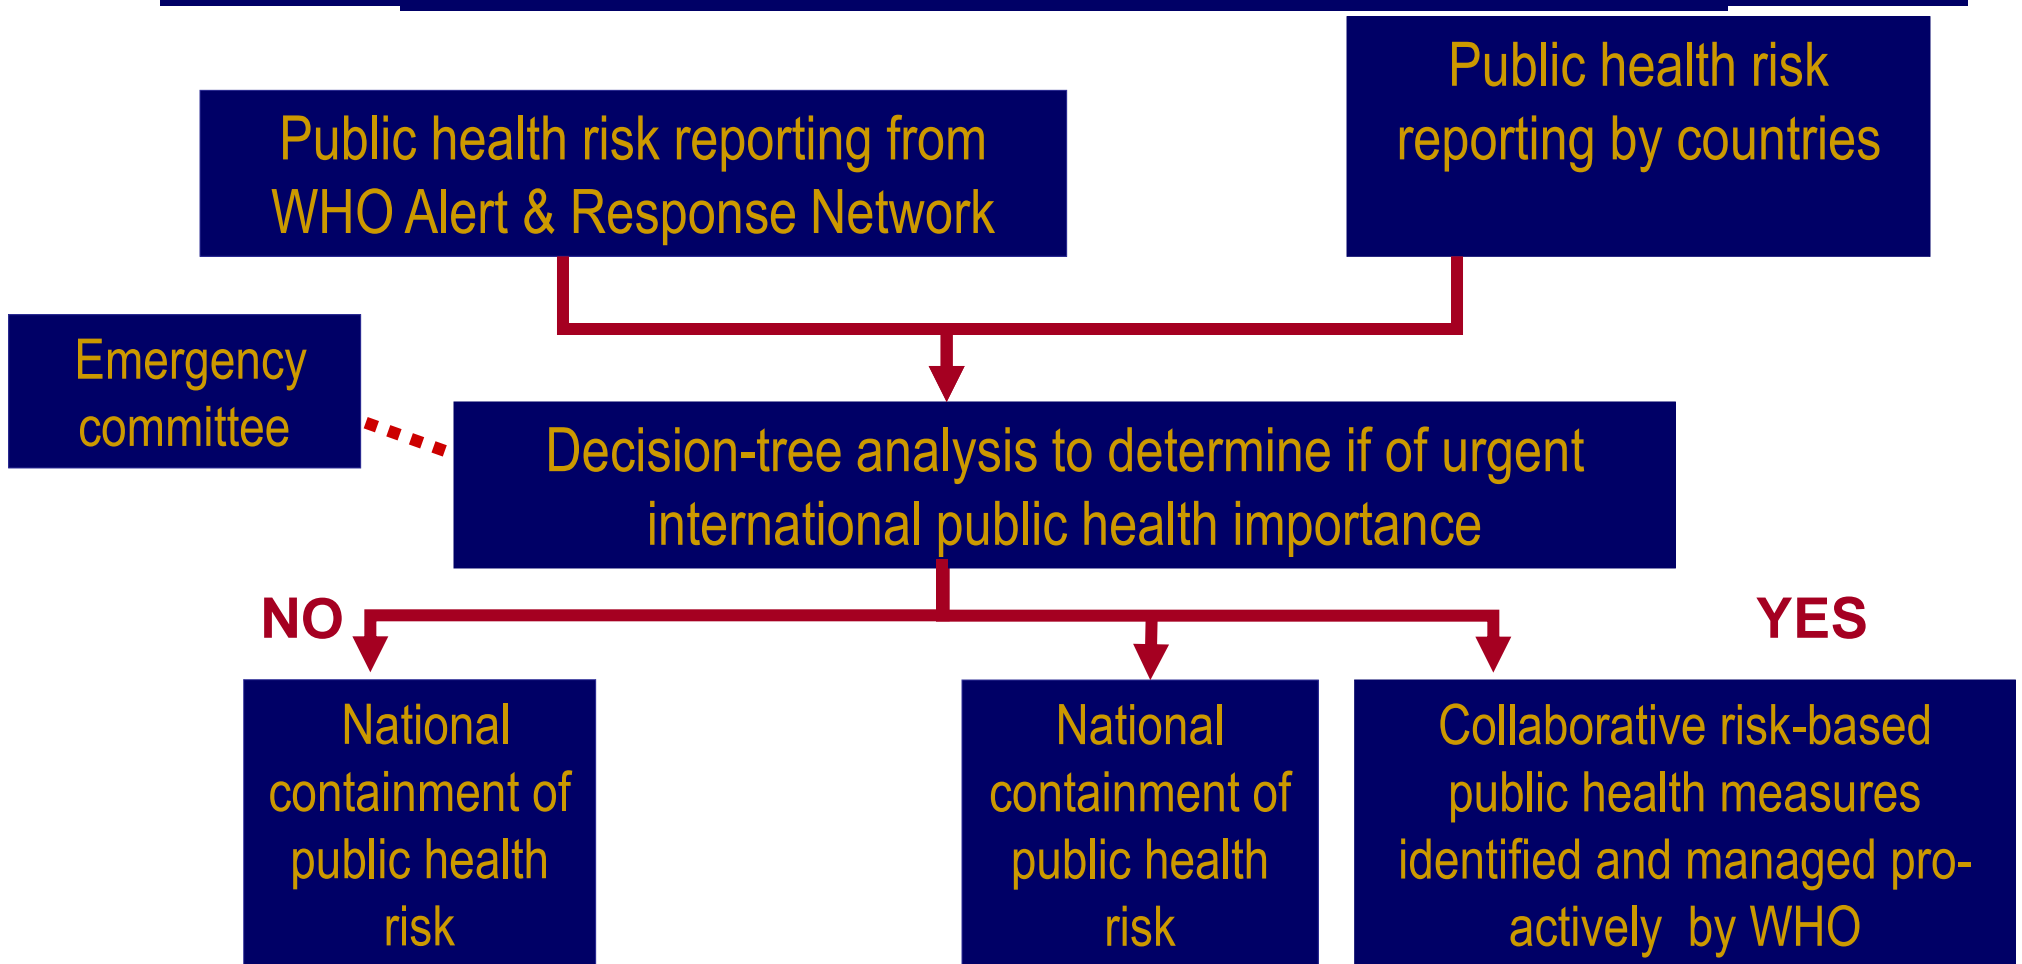 Public health risk reporting from
WHO Alert & Response Network
Public health risk
reporting by countries
Emergency
committee
Decision-tree analysis to determine if of urgent
international public health importance
NO
YES
National
containment of
public health
risk
National
containment of
public health
risk
Collaborative risk-based
public health measures
identified and managed pro-
actively by WHO